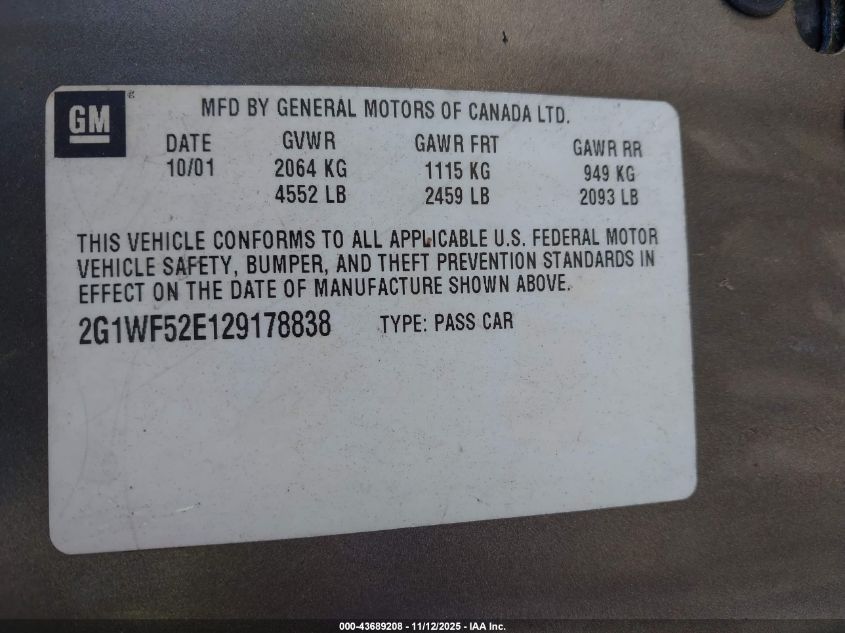 GM ®
MFD BY GENERAL MOTORS OF CANADA LTD.
DATE GVWR GAWR FRT GAWR RR
10/01 2064 KG 1115 KG 949 KG
4552 LB 2459 LB 2093 LB
THIS VEHICLE CONFORMS TO ALL APPLICABLE U.S. FEDERAL MOTOR
VEHICLE SAFETY, BUMPER, AND THEFT PREVENTION STANDARDS IN
EFFECT ON THE DATE OF MANUFACTURE SHOWN ABOVE.
2G1WF52E129178838 TYPE: PASS CAR
000-43689208 - 11/12/2025 - IAA Inc.